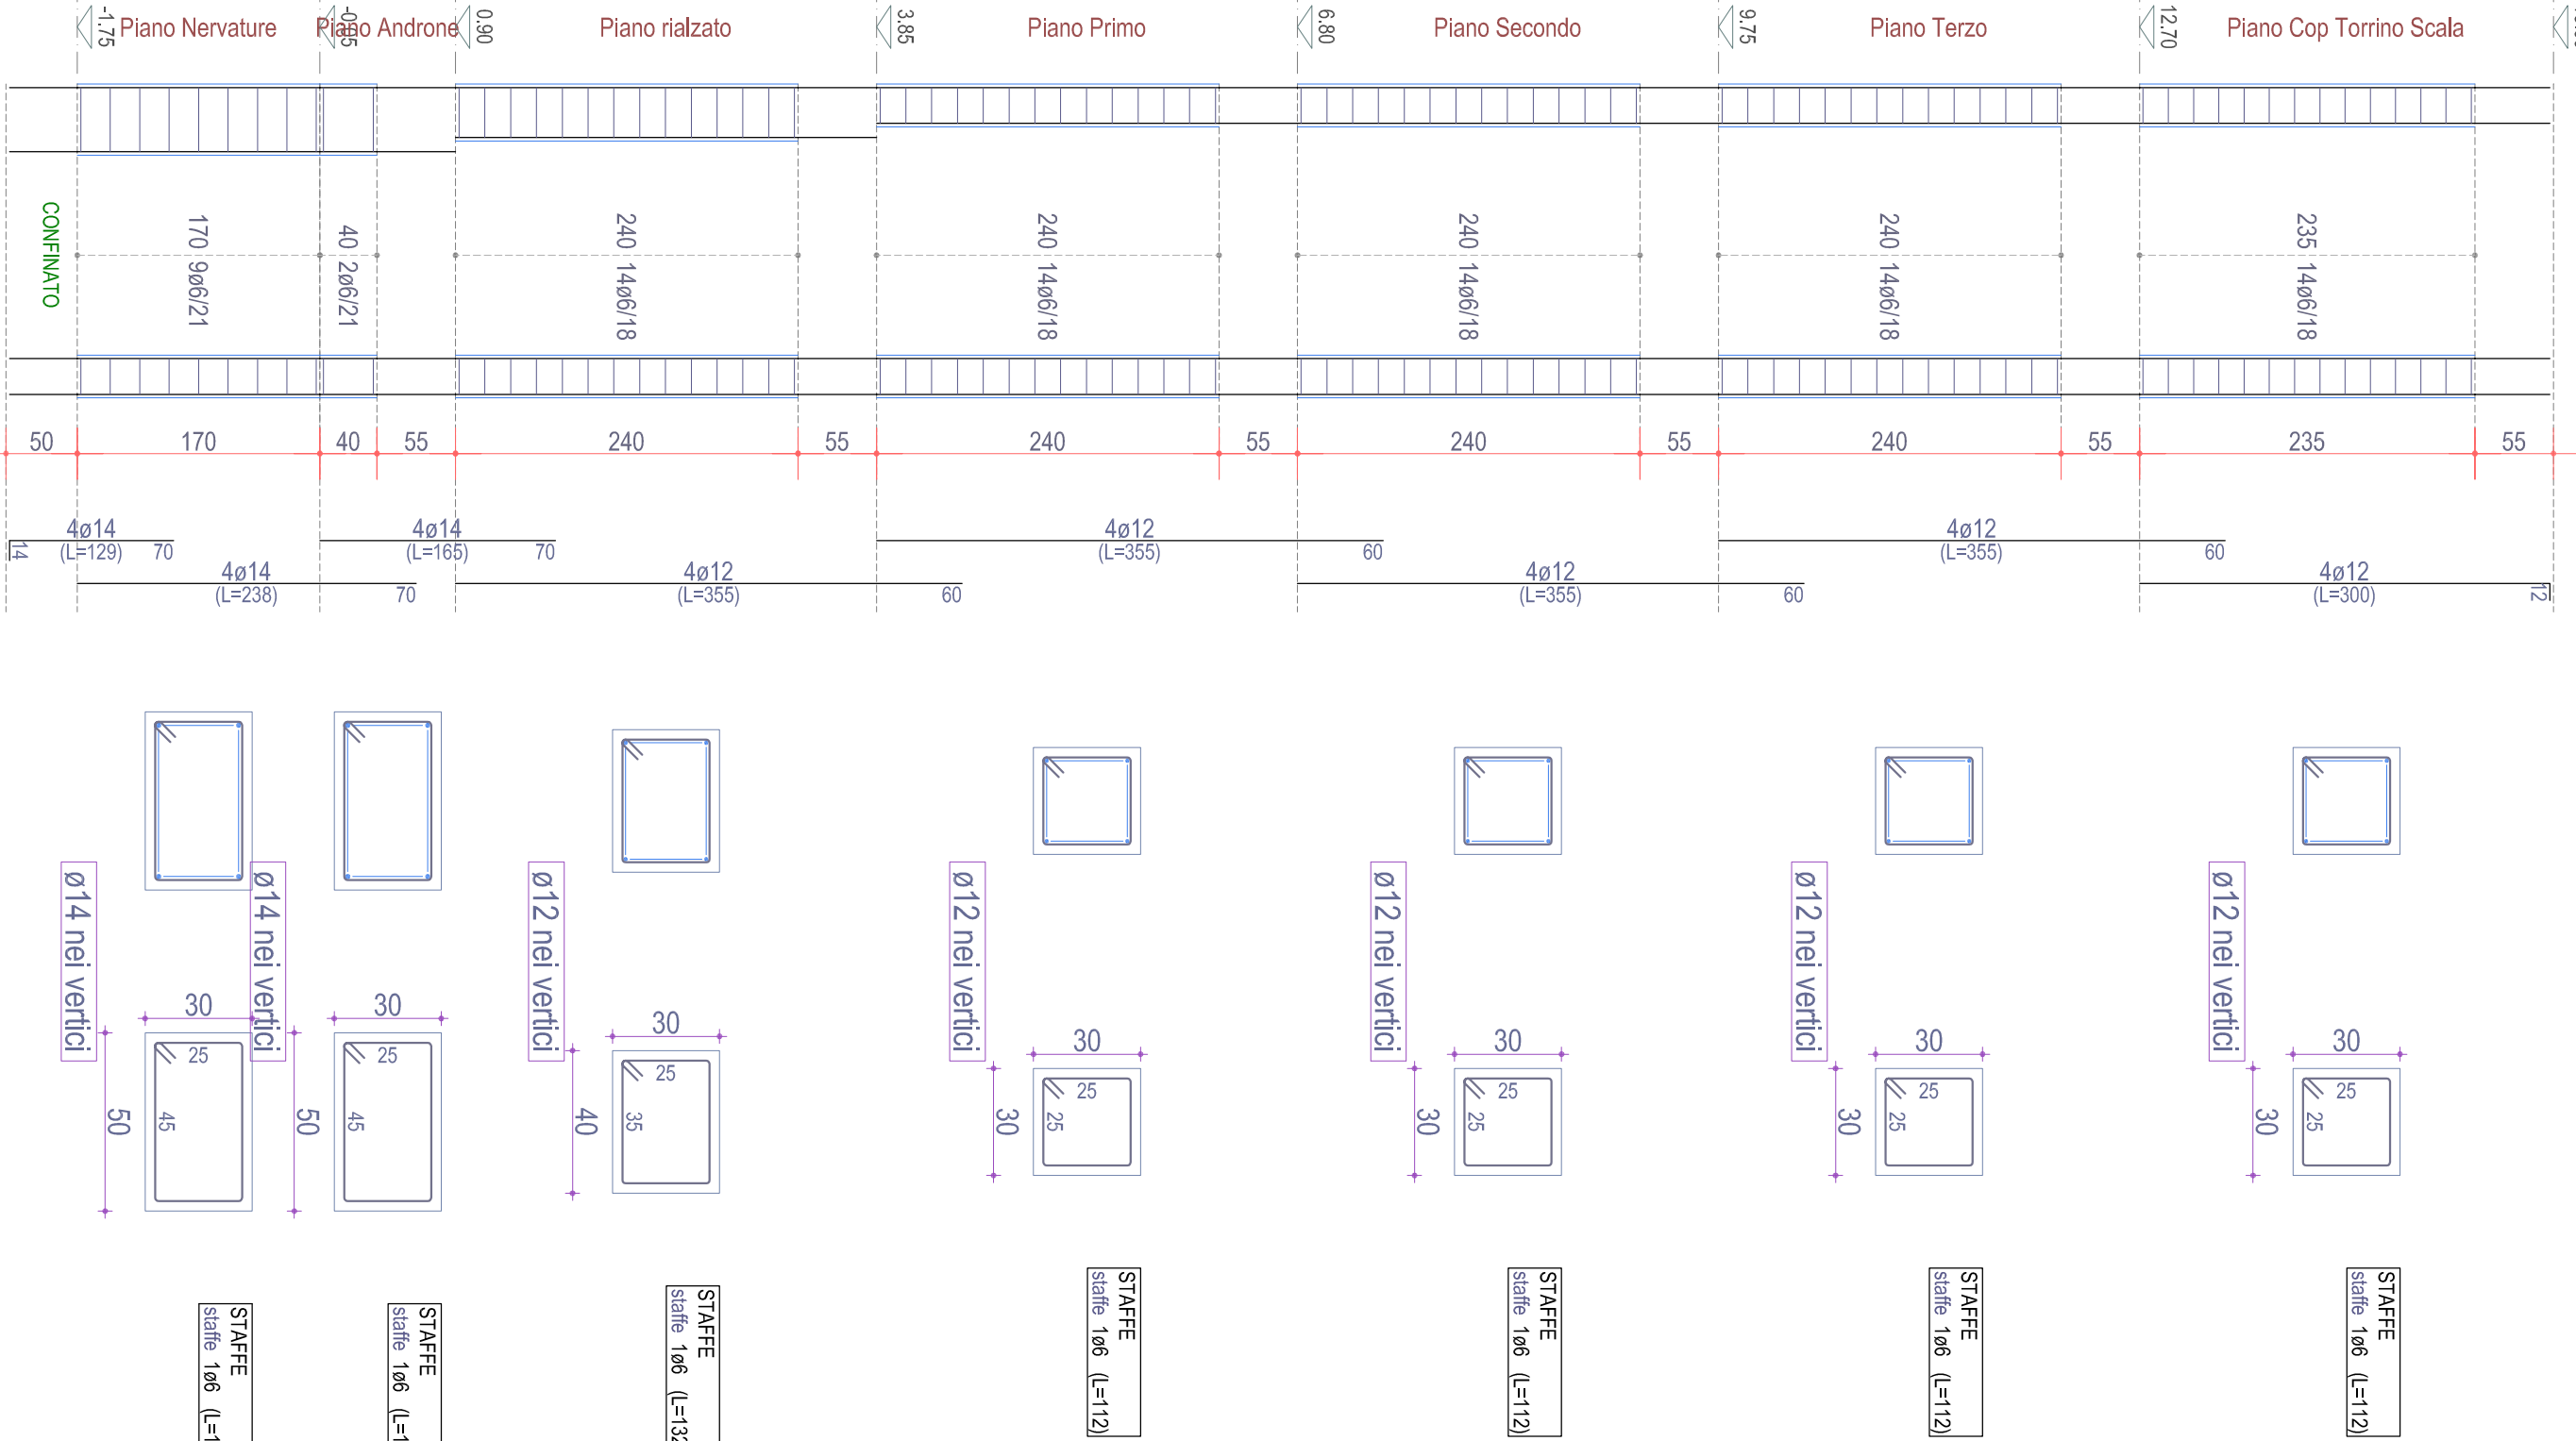 -1.75
Piano Nervature
Piano Androne
0.90
Piano rialzato
3.85
Piano Primo
6.80
Piano Secondo
9.75
Piano Terzo
12.70
Piano Cop Torrino Scala
CONFINATO
170 9ø6/21
40 2ø6/21
240 14ø6/18
240 14ø6/18
240 14ø6/18
240 14ø6/18
235 14ø6/18
50 170 40 55 240 55 240 55 240 55 240 55 235 55
14
4ø14
(L=129) 70
4ø14
(L=165) 70
4ø12
(L=355) 60
4ø12
(L=355) 60
4ø14
(L=238) 70
4ø12
(L=355) 60
4ø12
(L=355) 60
4ø12
(L=300) 12
ø14 nei vertici
ø14 nei vertici
ø12 nei vertici
ø12 nei vertici
ø12 nei vertici
ø12 nei vertici
ø12 nei vertici
30
25
45
50
30
25
45
50
30
25
35
40
30
25
25
30
30
25
25
30
30
25
25
30
30
25
25
30
STAFFE
staffe 1ø6 (L=1
STAFFE
staffe 1ø6 (L=1
STAFFE
staffe 1ø6 (L=132
STAFFE
staffe 1ø6 (L=112)
STAFFE
staffe 1ø6 (L=112)
STAFFE
staffe 1ø6 (L=112)
STAFFE
staffe 1ø6 (L=112)